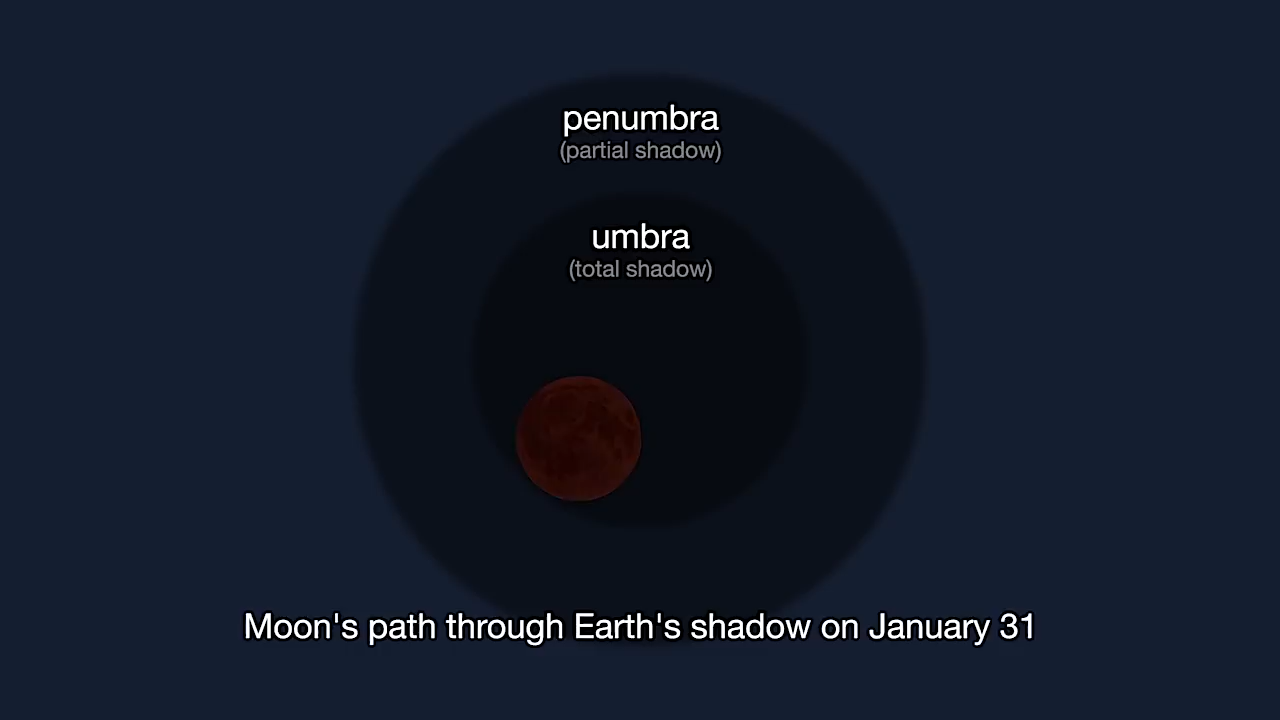 penumbra
(partial shadow)
umbra
(total shadow)
Moon's path through Earth's shadow on January 31